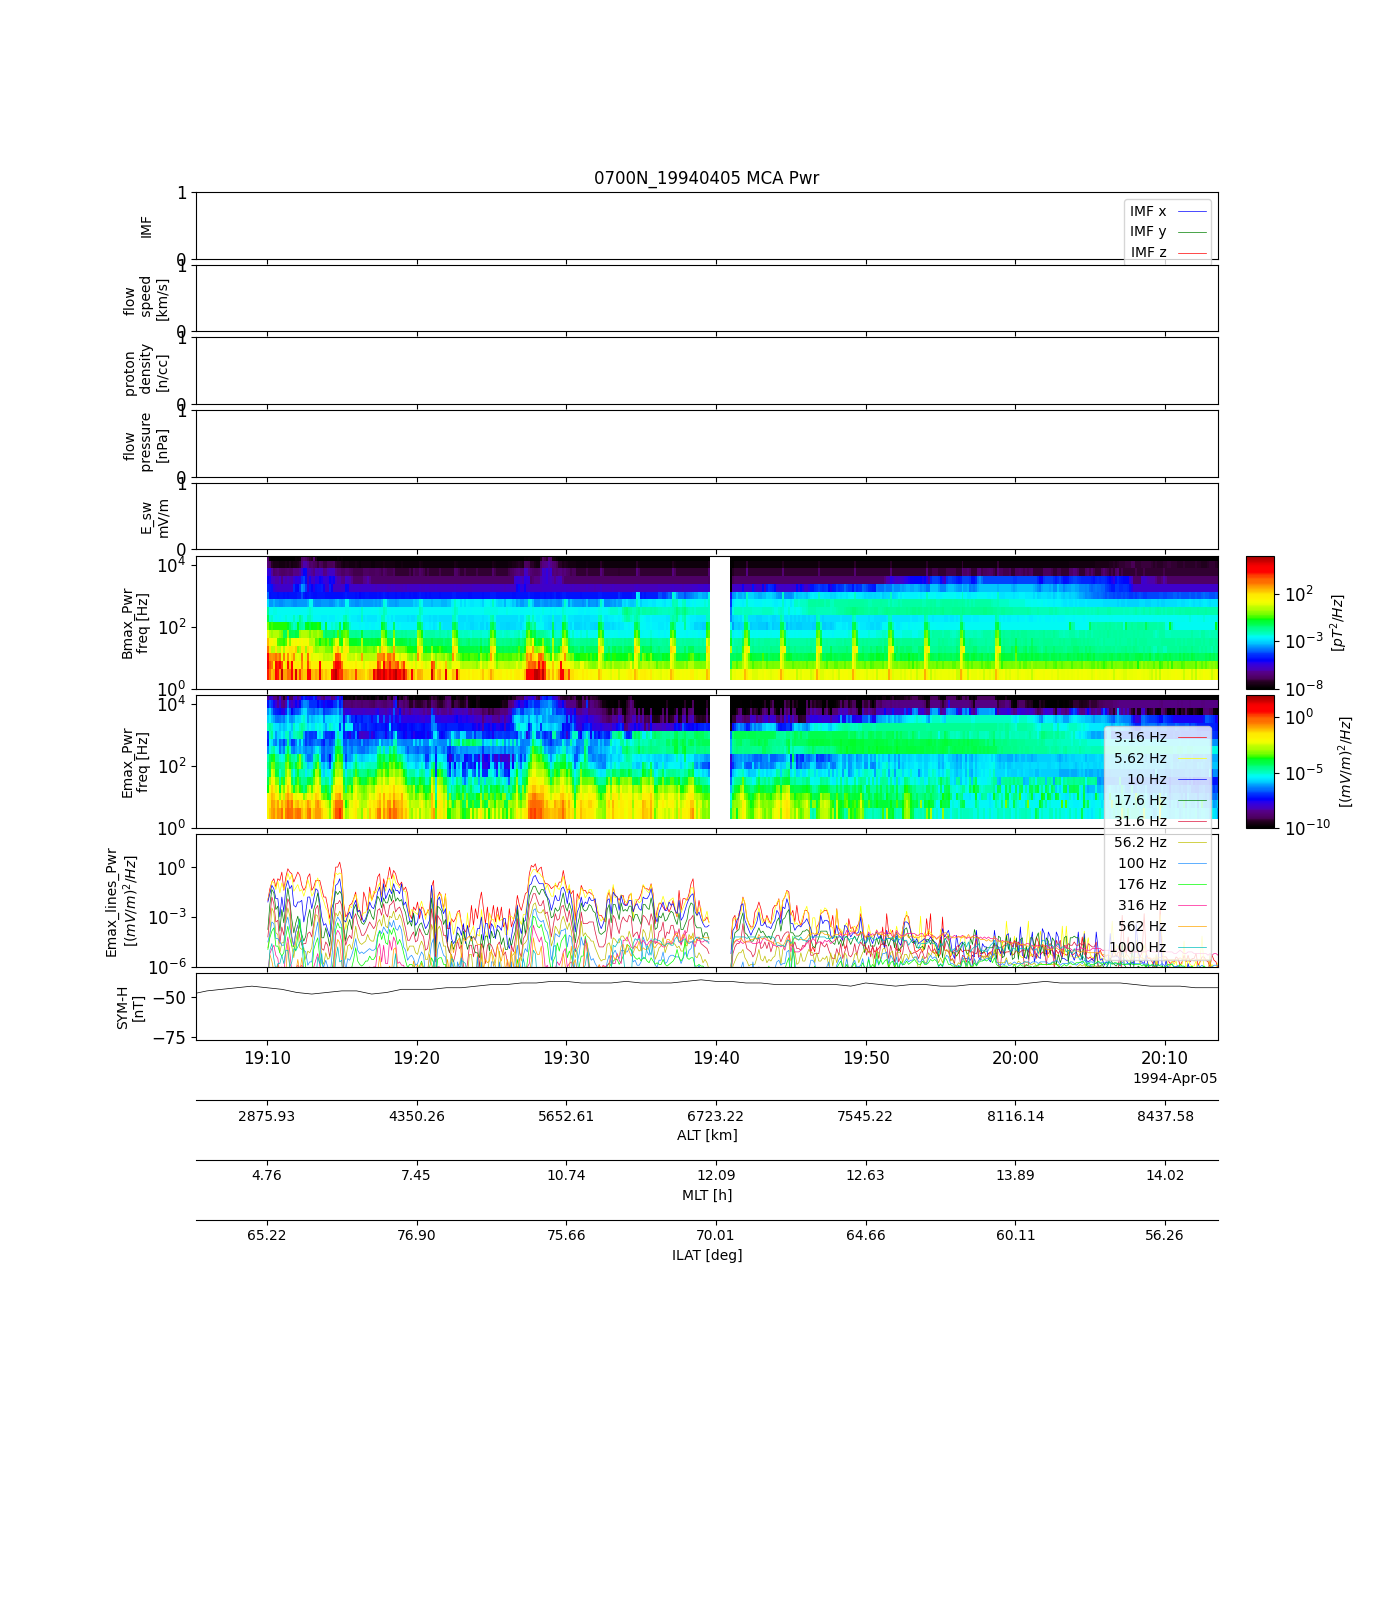 0700N_19940405 MCA Pwr
1
IMF
0
IMF x
IMF y
IMF z
1
flow
speed
[km/s]
0
1
proton
density
[n/cc]
0
1
flow
pressure
[nPa]
0
1
E_sw
mV/m
0
10^4
10^2
10^0
Bmax_Pwr
freq [Hz]
10^2
10^-3
10^-8
[pT^2/Hz]
10^4
10^2
10^0
Emax_Pwr
freq [Hz]
10^0
10^-5
10^-10
[(mV/m)^2/Hz]
3.16 Hz
5.62 Hz
10 Hz
17.6 Hz
31.6 Hz
56.2 Hz
100 Hz
176 Hz
316 Hz
562 Hz
1000 Hz
10^0
10^-3
10^-6
Emax_lines_Pwr
[(mV/m)^2/Hz]
−50
−75
SYM-H
[nT]
19:10 19:20 19:30 19:40 19:50 20:00 20:10
1994-Apr-05
2875.93 4350.26 5652.61 6723.22 7545.22 8116.14 8437.58
ALT [km]
4.76 7.45 10.74 12.09 12.63 13.89 14.02
MLT [h]
65.22 76.90 75.66 70.01 64.66 60.11 56.26
ILAT [deg]